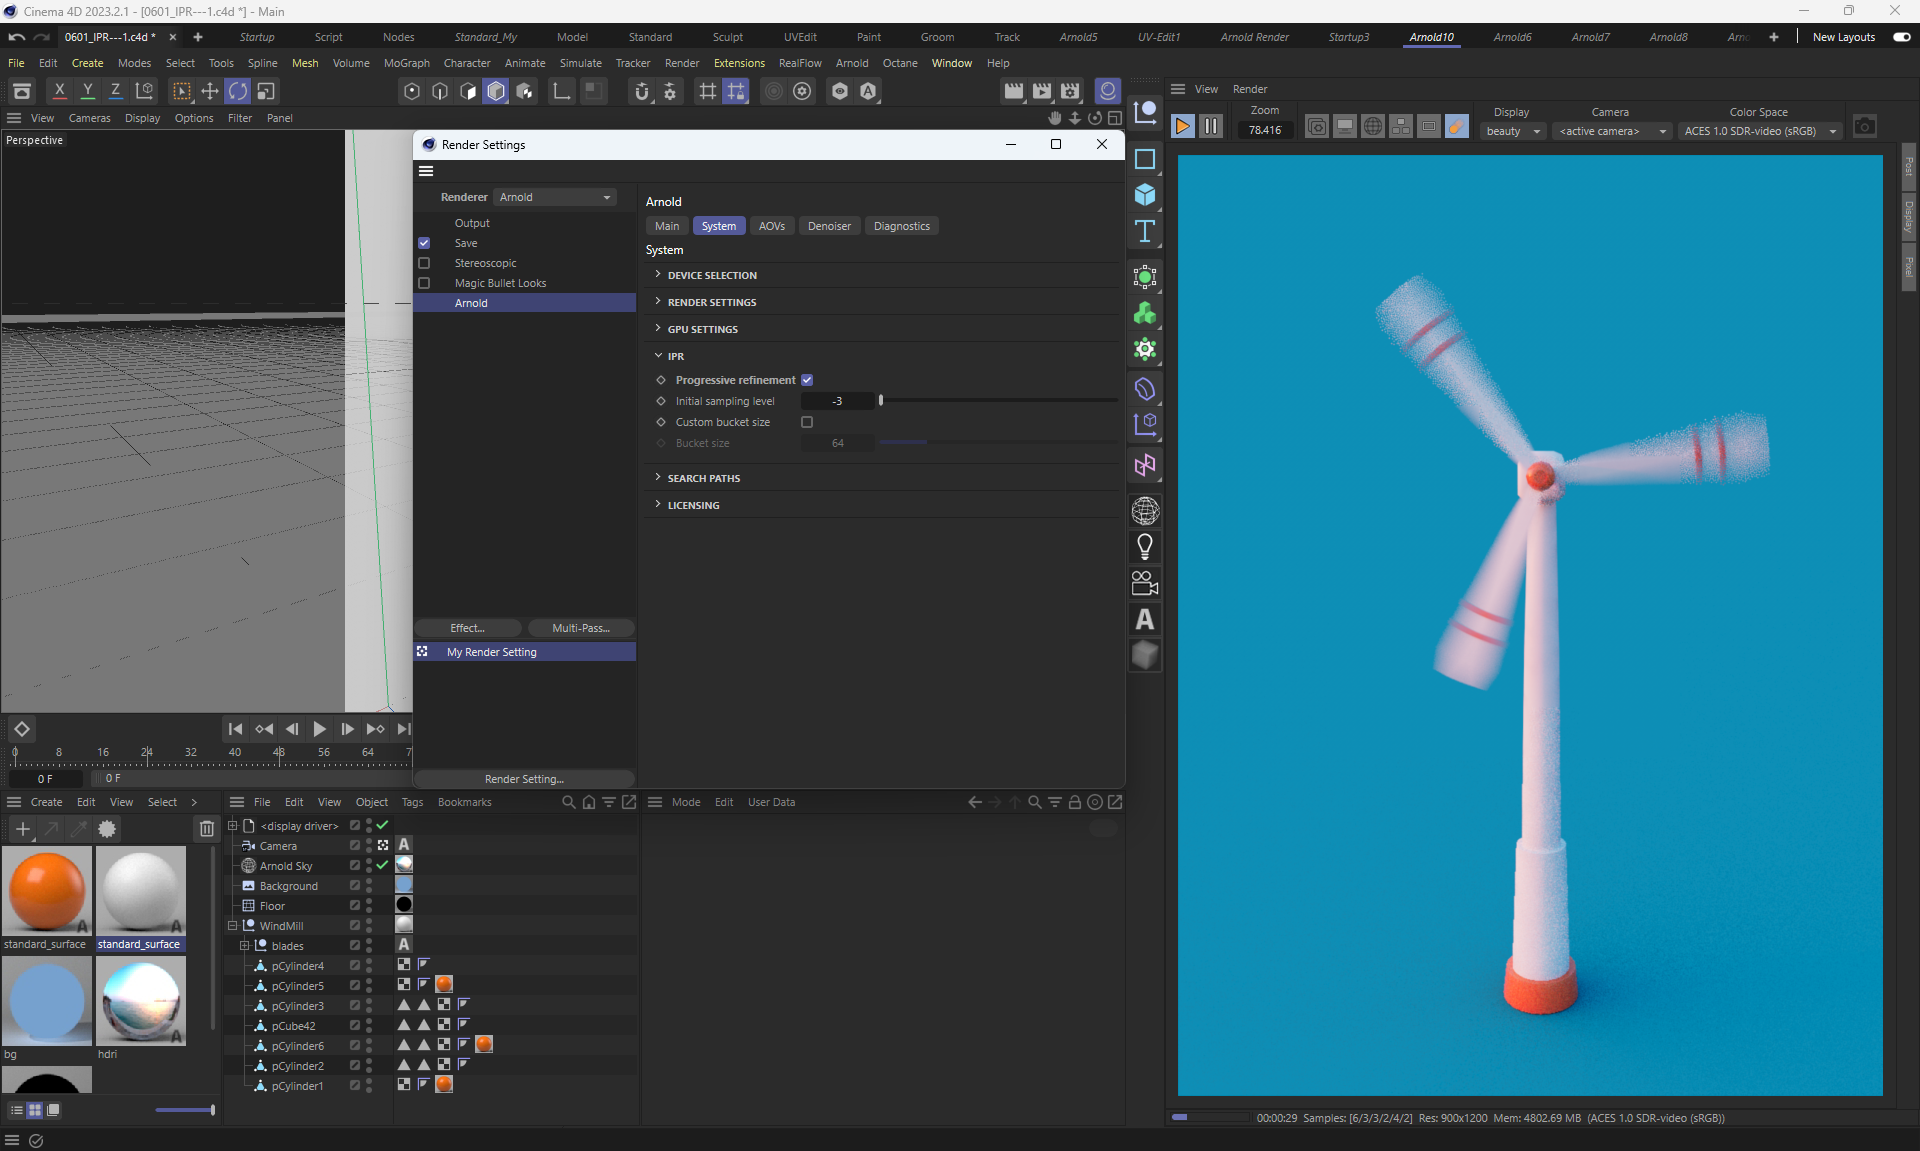 Cinema 4D 2023.2.1 - [0601_IPR---1.c4d *] - Main
0601_IPR---1.c4d * × + Startup Script Nodes Standard_My Model Standard Sculpt UVEdit Paint Groom Track Arnold5 UV-Edit1 Arnold Render Startup3 Arnold10 Arnold6 Arnold7 Arnold8 Arno + New Layouts
File Edit Create Modes Select Tools Spline Mesh Volume MoGraph Character Animate Simulate Tracker Render Extensions RealFlow Arnold Octane Window Help
X Y Z
View Render
View Cameras Display Options Filter Panel
Zoom Display Camera Color Space
78.416 beauty <active camera> ACES 1.0 SDR-video (sRGB)
Perspective
Render Settings
Renderer Arnold
Output
Save
Stereoscopic
Magic Bullet Looks
Arnold
Effect...
Multi-Pass...
My Render Setting
Render Setting...
Arnold
Main System AOVs Denoiser Diagnostics
System
DEVICE SELECTION
RENDER SETTINGS
GPU SETTINGS
IPR
Progressive refinement
Initial sampling level -3
Custom bucket size
Bucket size 64
SEARCH PATHS
LICENSING
T
A
Post
Display
Pixel
0 8 16 24 32 40 48 56 64 7
0 F 0 F
Create Edit View Select >
File Edit View Object Tags Bookmarks
Mode Edit User Data
standard_surface
standard_surface
bg
hdri
<display driver>
Camera
Arnold Sky
Background
Floor
WindMill
blades
pCylinder4
pCylinder5
pCylinder3
pCube42
pCylinder6
pCylinder2
pCylinder1
00:00:29 Samples: [6/3/3/2/4/2] Res: 900x1200 Mem: 4802.69 MB (ACES 1.0 SDR-video (sRGB))